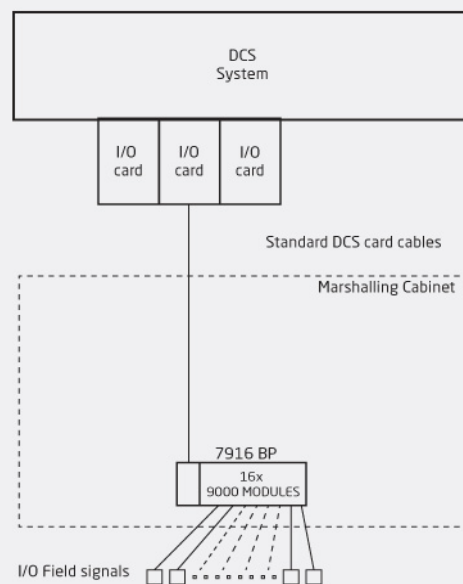 DCS
System
I/O
card
I/O
card
I/O
card
Standard DCS card cables
Marshalling Cabinet
7916 BP
16x
9000 MODULES
I/O Field signals